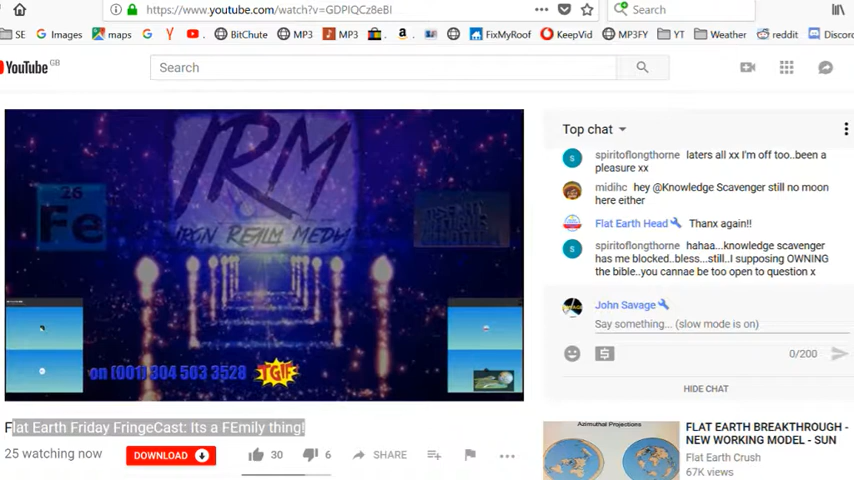 https://www.youtube.com/watch?v=GDPIQCz8eBI
Search
SE Images maps BitChute MP3 MP3 FixMyRoof KeepVid MP3FY YT Weather reddit Discord
YouTube GB
Search
IRM
IRON REALM MEDIA
26
Fe
on (001) 304 503 3528
TGIF
Flat Earth Friday FringeCast: Its a FEmily thing!
25 watching now
DOWNLOAD
30
6
SHARE
Top chat
spiritoflongthorne laters all xx I'm off too..been a
pleasure xx
midihc hey @Knowledge Scavenger still no moon
here either
Flat Earth Head Thanx again!!
spiritoflongthorne hahaa...knowledge scavenger
has me blocked..bless...still..I supposing OWNING
the bible..you cannae be too open to question x
John Savage
Say something... (slow mode is on)
0/200
HIDE CHAT
Azimuthal Projections
FLAT EARTH BREAKTHROUGH -
NEW WORKING MODEL - SUN
Flat Earth Crush
67K views